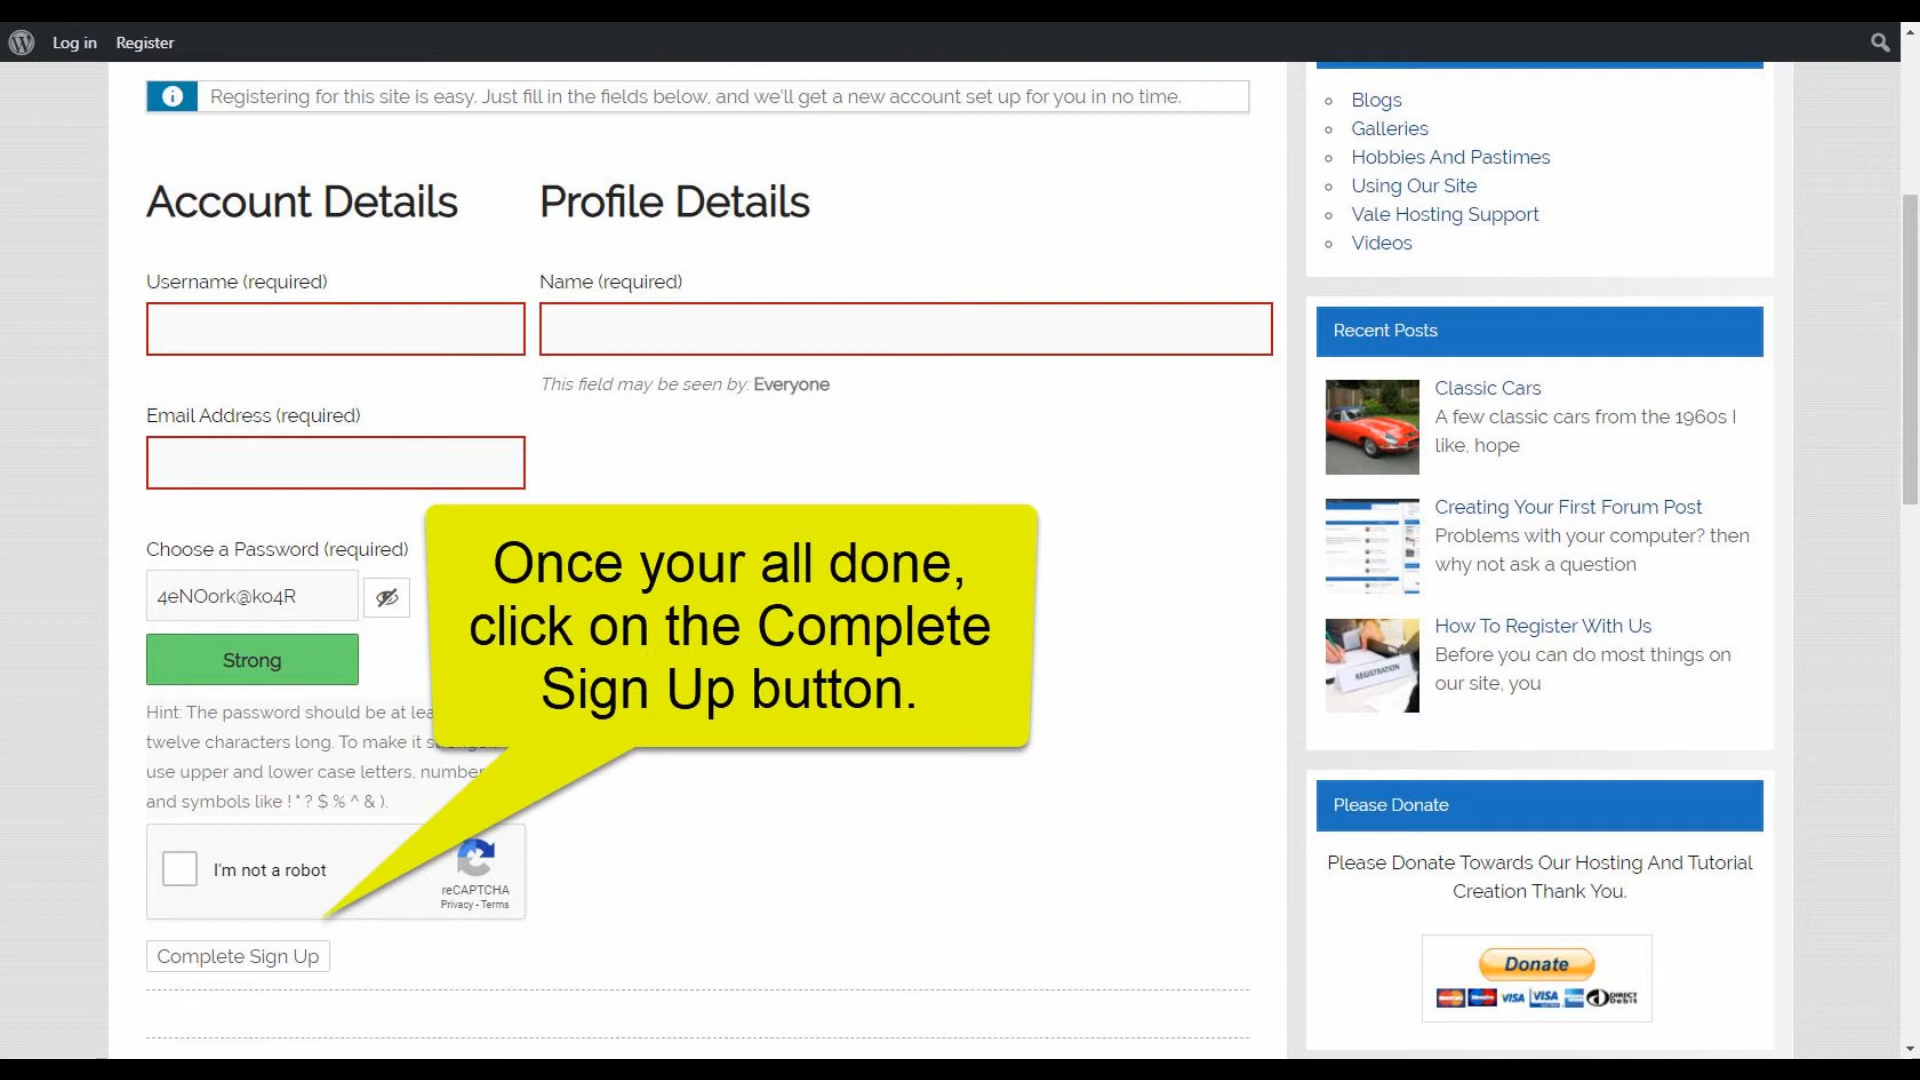 Log in Register
Registering for this site is easy. Just fill in the fields below, and we'll get a new account set up for you in no time.
Account Details
Username (required)
Email Address (required)
Choose a Password (required)
4eNOork@ko4R
Strong
Hint: The password should be at
twelve characters long. To make it
use upper and lower case letters, number
and symbols like ! " ? $ % ^ & ).
I'm not a robot
reCAPTCHA
Privacy - Terms
Complete Sign Up
Profile Details
Name (required)
This field may be seen by: Everyone
Once your all done,
click on the Complete
Sign Up button.
Blogs
Galleries
Hobbies And Pastimes
Using Our Site
Vale Hosting Support
Videos
Recent Posts
Classic Cars
A few classic cars from the 1960s I
like, hope
Creating Your First Forum Post
Problems with your computer? then
why not ask a question
REGISTRATION
How To Register With Us
Before you can do most things on
our site, you
Please Donate
Please Donate Towards Our Hosting And Tutorial
Creation Thank You.
Donate
VISA VISA DIRECT
Debit